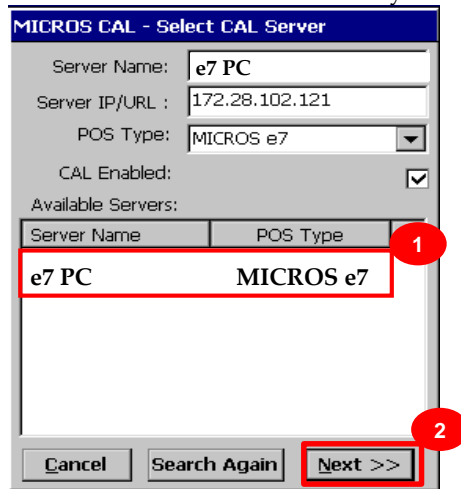 MICROS CAL - Select CAL Server
Server Name: e7 PC
Server IP/URL : 172.28.102.121
POS Type: MICROS e7
CAL Enabled:
Available Servers:
Server Name POS Type
1
e7 PC MICROS e7
2
Cancel Search Again Next >>